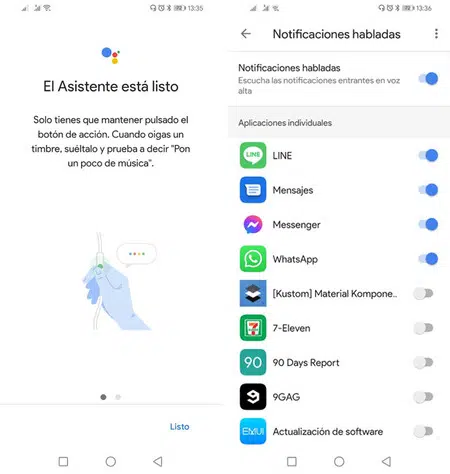 13:35
El Asistente está listo
Solo tienes que mantener pulsado el
botón de acción. Cuando oigas un
timbre, suéltalo y prueba a decir "Pon
un poco de música".
Listo
13:36
Notificaciones habladas
Notificaciones habladas
Escucha las notificaciones entrantes en voz
alta
Aplicaciones individuales
LINE
LINE
Mensajes
Messenger
WhatsApp
[Kustom] Material Kompone..
7-Eleven
90
90 Days Report
9GAG
EMUI
Actualización de software